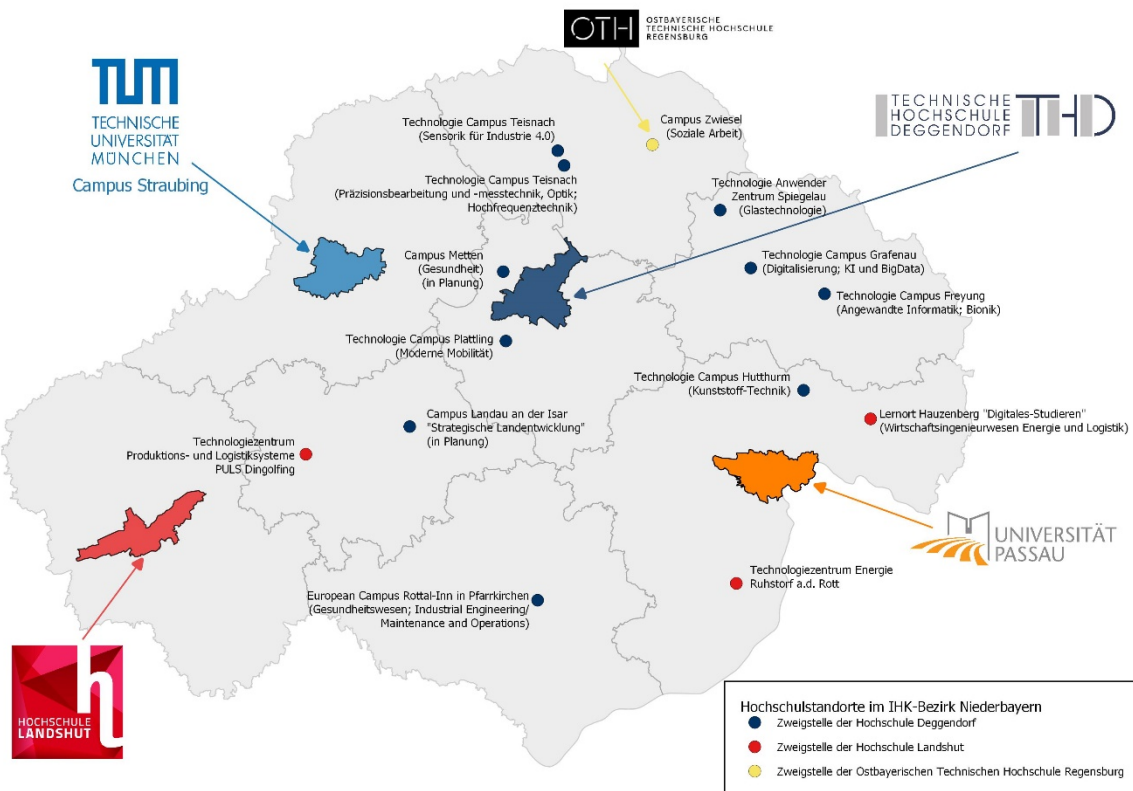 OTH
OSTBAYERISCHE
TECHNISCHE HOCHSCHULE
REGENSBURG
TUM
TECHNISCHE
UNIVERSITÄT
MÜNCHEN
Campus Straubing
TECHNISCHE
HOCHSCHULE
DEGGENDORF
THD
Technologie Campus Teisnach
(Sensorik für Industrie 4.0)
Campus Zwiesel
(Soziale Arbeit)
Technologie Campus Teisnach
(Präzisionsbearbeitung und -messtechnik, Optik;
Hochfrequenztechnik)
Technologie Anwender
Zentrum Spiegelau
(Glastechnologie)
Campus Metten
(Gesundheit)
(in Planung)
Technologie Campus Grafenau
(Digitalisierung; KI und BigData)
Technologie Campus Freyung
(Angewandte Informatik; Bionik)
Technologie Campus Plattling
(Moderne Mobilität)
Technologie Campus Hutthurm
(Kunststoff-Technik)
Campus Landau an der Isar
"Strategische Landentwicklung"
(in Planung)
Lernort Hauzenberg "Digitales-Studieren"
(Wirtschaftsingenieurwesen Energie und Logistik)
Technologiezentrum
Produktions- und Logistiksysteme
PULS Dingolfing
UNIVERSITÄT
PASSAU
Technologiezentrum Energie
Ruhstorf a.d. Rott
European Campus Rottal-Inn in Pfarrkirchen
(Gesundheitswesen; Industrial Engineering/
Maintenance and Operations)
h
HOCHSCHULE
LANDSHUT
Hochschulstandorte im IHK-Bezirk Niederbayern
Zweigstelle der Hochschule Deggendorf
Zweigstelle der Hochschule Landshut
Zweigstelle der Ostbayerischen Technischen Hochschule Regensburg